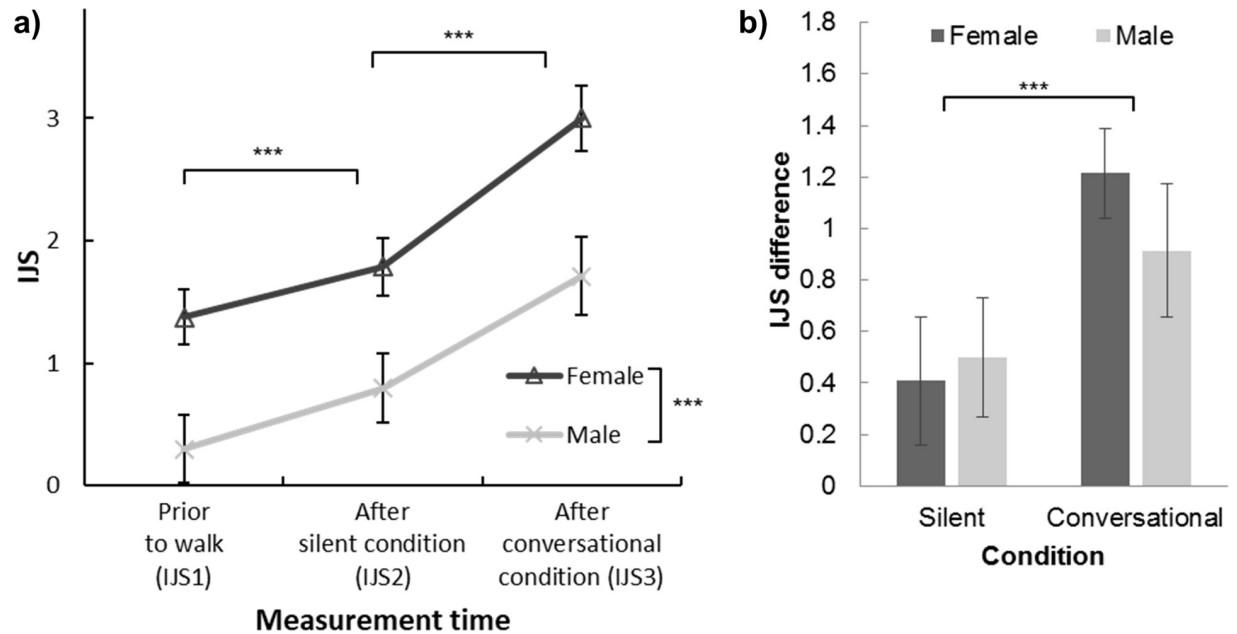 a)
***
***
3
2
1
0
IJS
Female
Male
***
Prior
to walk
(IJS1)
After
silent condition
(IJS2)
After
conversational
condition (IJS3)
Measurement time
b)
1.8
1.6
1.4
1.2
1
0.8
0.6
0.4
0.2
0
IJS difference
Female
Male
***
Silent
Conversational
Condition